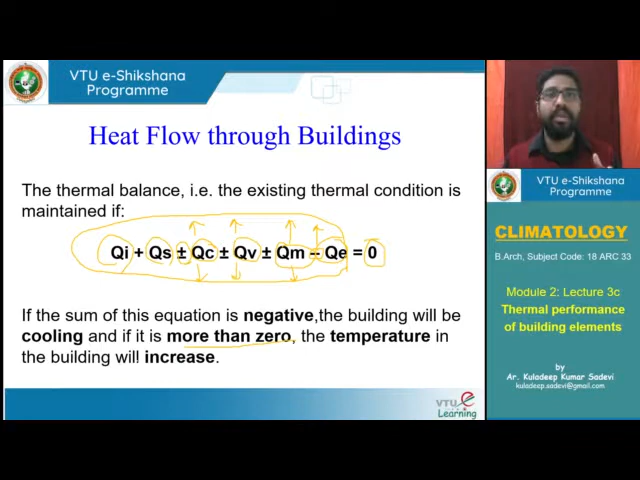 VTU e-Shikshana
Programme
Heat Flow through Buildings
The thermal balance, i.e. the existing thermal condition is
maintained if:
Qi + Qs ± Qc ± Qv ± Qm – Qe = 0
If the sum of this equation is negative,the building will be
cooling and if it is more than zero, the temperature in
the building will increase.
VTU e
Learning
VTU e-Shikshana
Programme
CLIMATOLOGY
B.Arch, Subject Code: 18 ARC 33
Module 2: Lecture 3c
Thermal performance
of building elements
by
Ar. Kuladeep Kumar Sadevi
kuladeep.sadevi@gmail.com